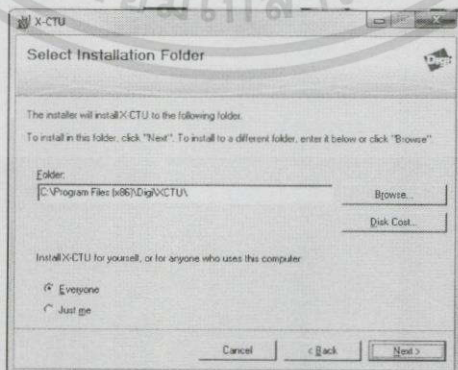 X-CTU
Select Installation Folder
Digi
The installer will install X-CTU to the following folder.
To install in this folder, click "Next". To install to a different folder, enter it below or click "Browse"
Folder:
C:\Program Files (x86)\Digi\XCTU\
Browse...
Disk Cost...
Install X-CTU for yourself, or for anyone who uses this computer:
Everyone
Just me
Cancel
< Back
Next >